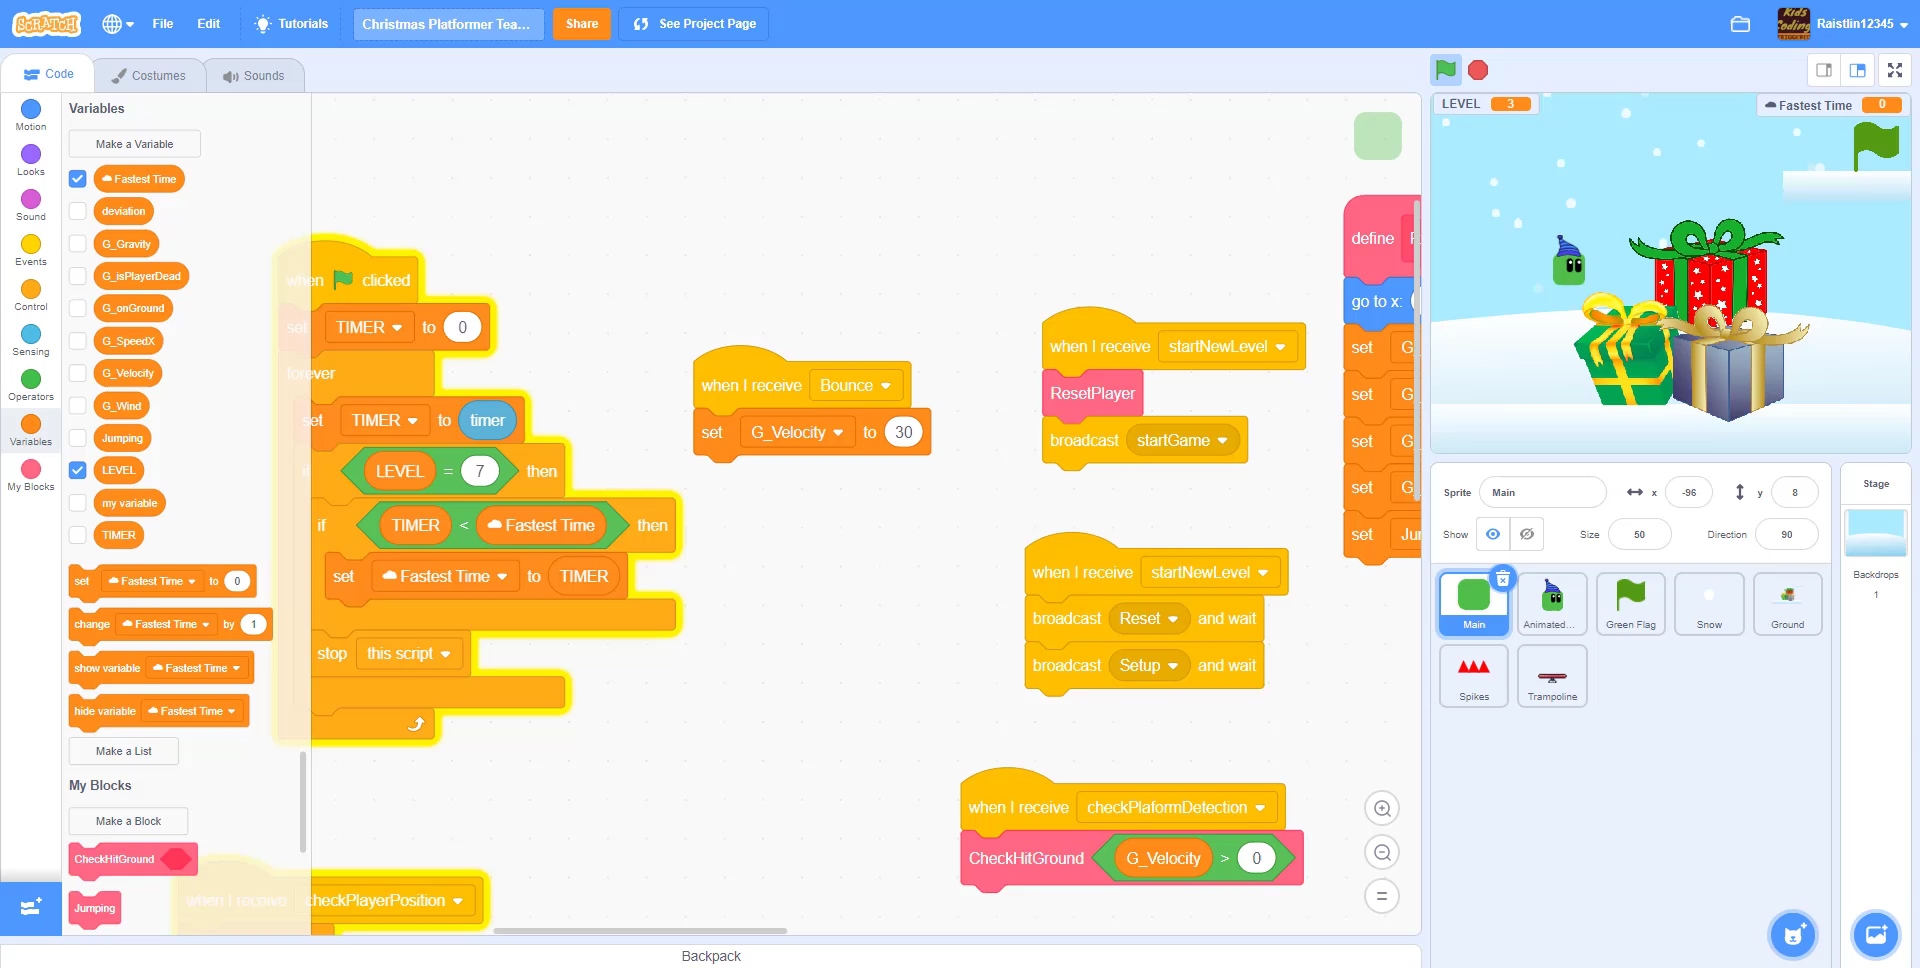 SCRATCH
File
Edit
Tutorials
Christmas Platformer Tea...
Share
See Project Page
Kids
Coding
Raistlin12345
Code
Costumes
Sounds
Motion
Looks
Sound
Events
Control
Sensing
Operators
Variables
My Blocks
Variables
Make a Variable
Fastest Time
deviation
G_Gravity
G_isPlayerDead
G_onGround
G_SpeedX
G_Velocity
G_Wind
Jumping
LEVEL
my variable
TIMER
set Fastest Time to 0
change Fastest Time by 1
show variable Fastest Time
hide variable Fastest Time
Make a List
My Blocks
Make a Block
CheckHitGround
Jumping
when clicked
set TIMER to 0
forever
set TIMER to timer
if LEVEL = 7 then
if TIMER < Fastest Time then
set Fastest Time to TIMER
stop this script
when I receive checkPlayerPosition
when I receive Bounce
set G_Velocity to 30
when I receive startNewLevel
ResetPlayer
broadcast startGame
when I receive startNewLevel
broadcast Reset and wait
broadcast Setup and wait
when I receive checkPlaformDetection
CheckHitGround G_Velocity > 0
define
go to x:
set G
set G
set G
set G
set Ju
Backpack
LEVEL 3
Fastest Time 0
Sprite Main x -96 y 8
Show Size 50 Direction 90
Main
Animated...
Green Flag
Snow
Ground
Spikes
Trampoline
Stage
Backdrops
1